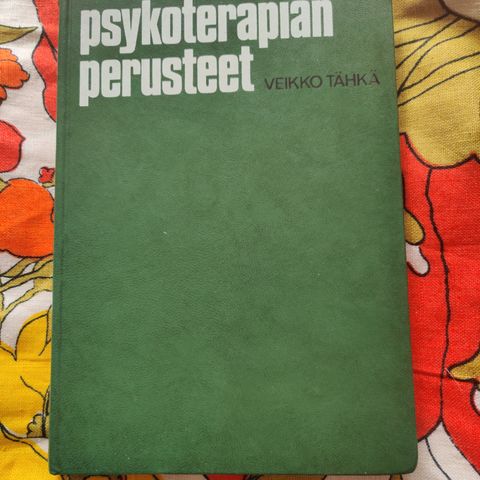 psykoterapian
perusteet VEIKKO TÄHKÄ